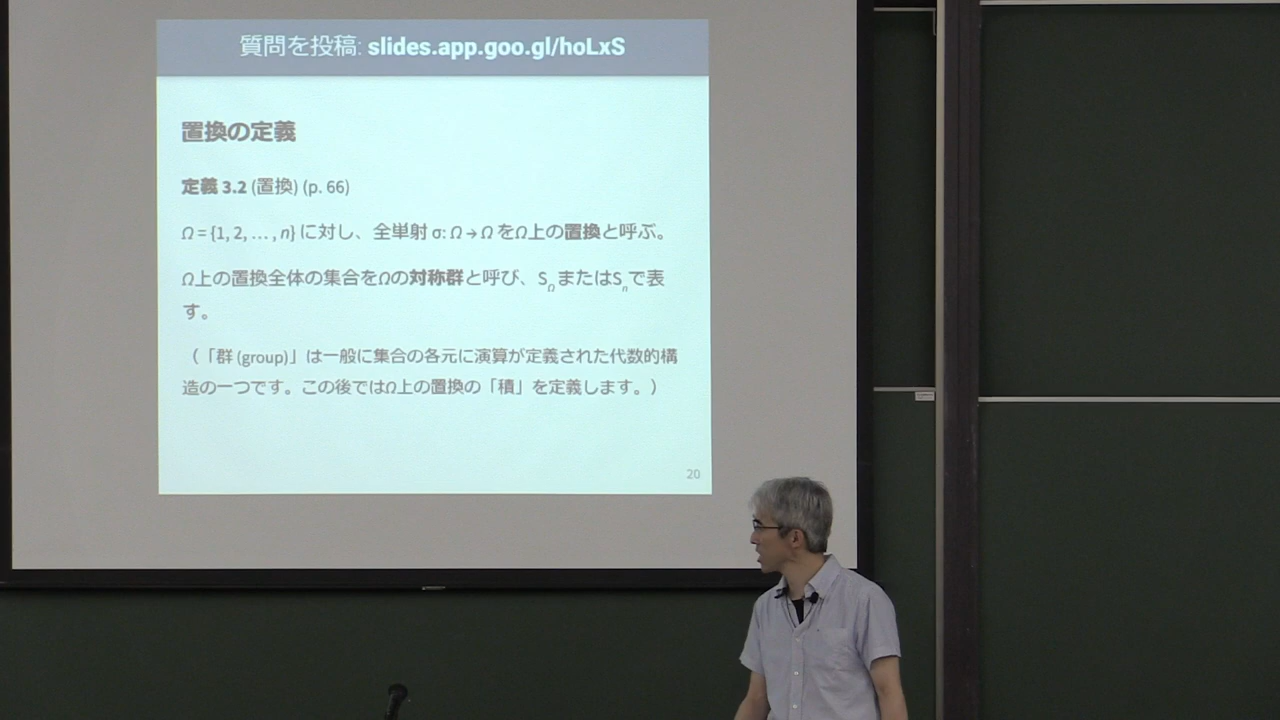 質問を投稿: slides.app.goo.gl/hoLxS
置換の定義
定義 3.2 (置換) (p. 66)
Ω = {1, 2, … , n} に対し、全単射 σ: Ω → Ω をΩ上の置換と呼ぶ。
Ω上の置換全体の集合をΩの対称群と呼び、SΩまたはSnで表
す。
（「群 (group)」は一般に集合の各元に演算が定義された代数的構
造の一つです。この後ではΩ上の置換の「積」を定義します。）
20